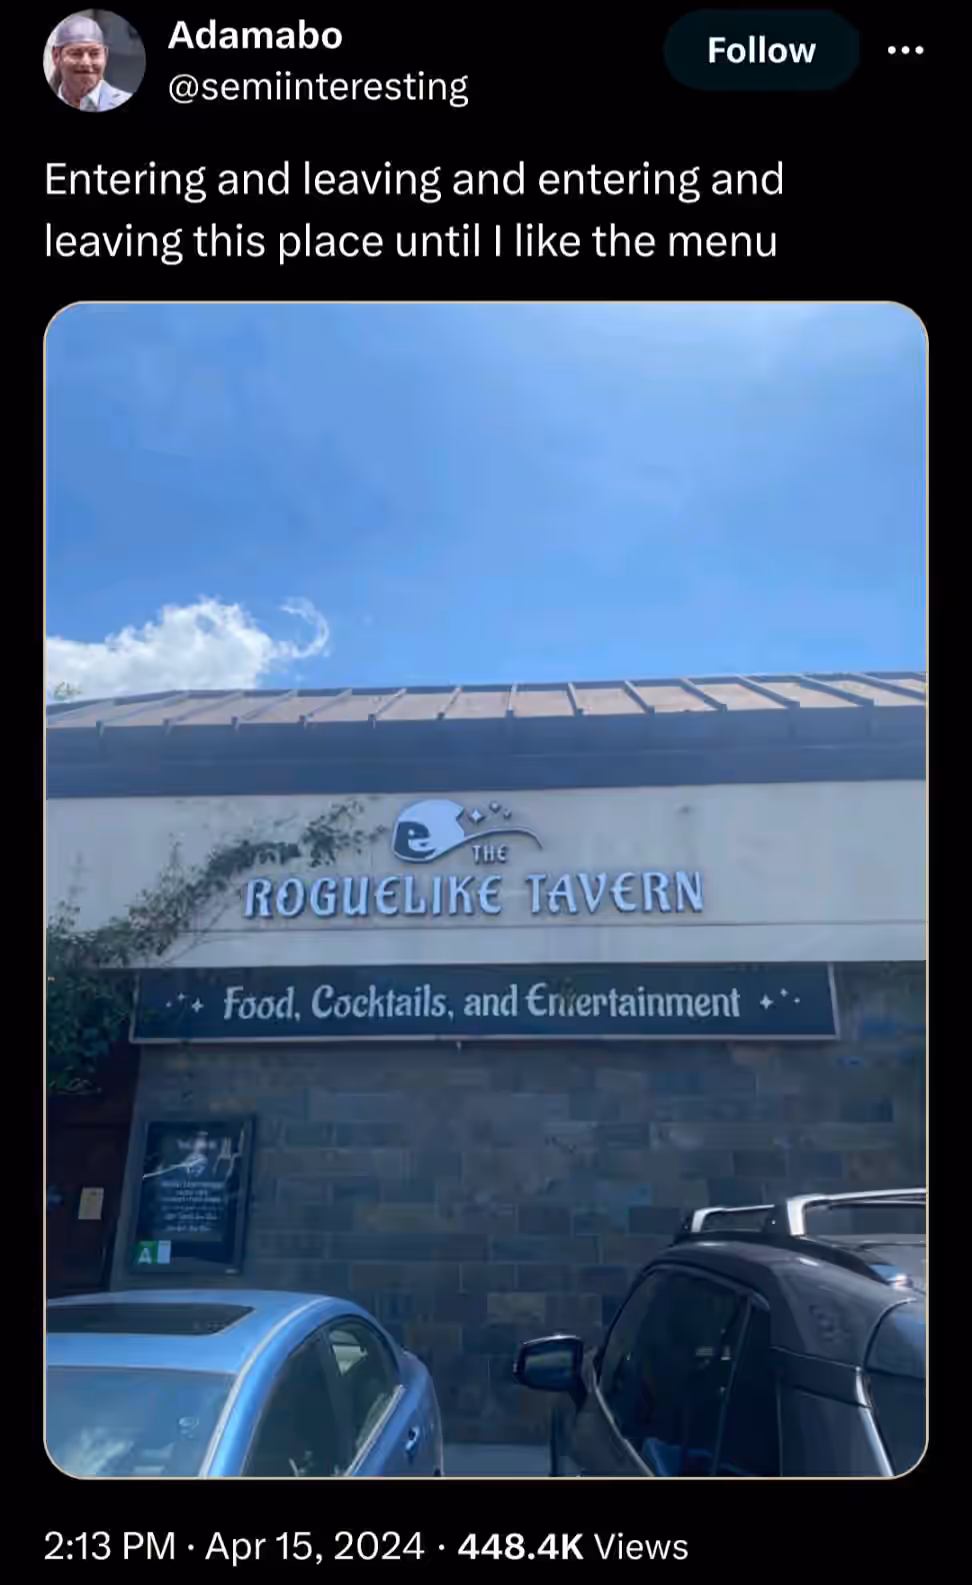 Adamabo
@semiinteresting
Follow
Entering and leaving and entering and
leaving this place until I like the menu
THE
ROGUELIKE TAVERN
Food, Cocktails, and Entertainment
A
2:13 PM · Apr 15, 2024 · 448.4K Views